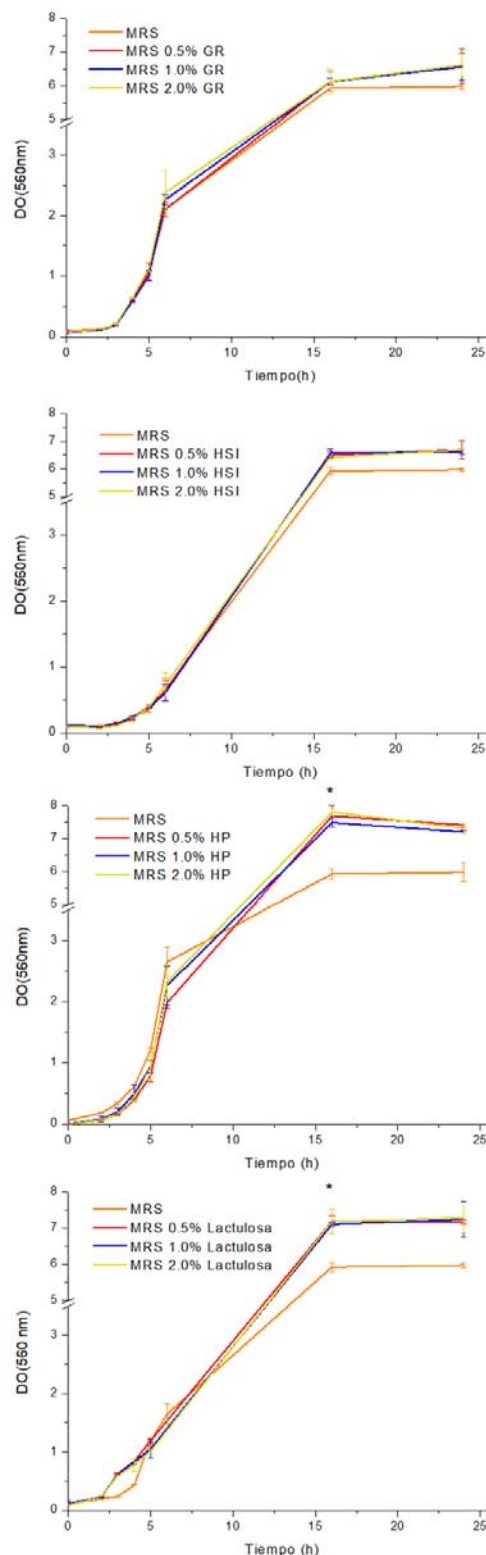 8
7
6
5
3
2
1
0
DO(560nm)
MRS
MRS 0.5% GR
MRS 1.0% GR
MRS 2.0% GR
0 5 10 15 20 25
Tiempo(h)
8
7
6
5
3
2
1
0
DO(560nm)
MRS
MRS 0.5% HSI
MRS 1.0% HSI
MRS 2.0% HSI
0 5 10 15 20 25
Tiempo (h)
*
8
7
6
5
3
2
1
0
DO(560nm)
MRS
MRS 0.5% HP
MRS 1.0% HP
MRS 2.0% HP
0 5 10 15 20 25
Tiempo (h)
*
8
7
6
5
3
2
1
0
DO(560 nm)
MRS
MRS 0.5% Lactulosa
MRS 1.0% Lactulosa
MRS 2.0% Lactulosa
0 5 10 15 20 25
Tiempo (h)